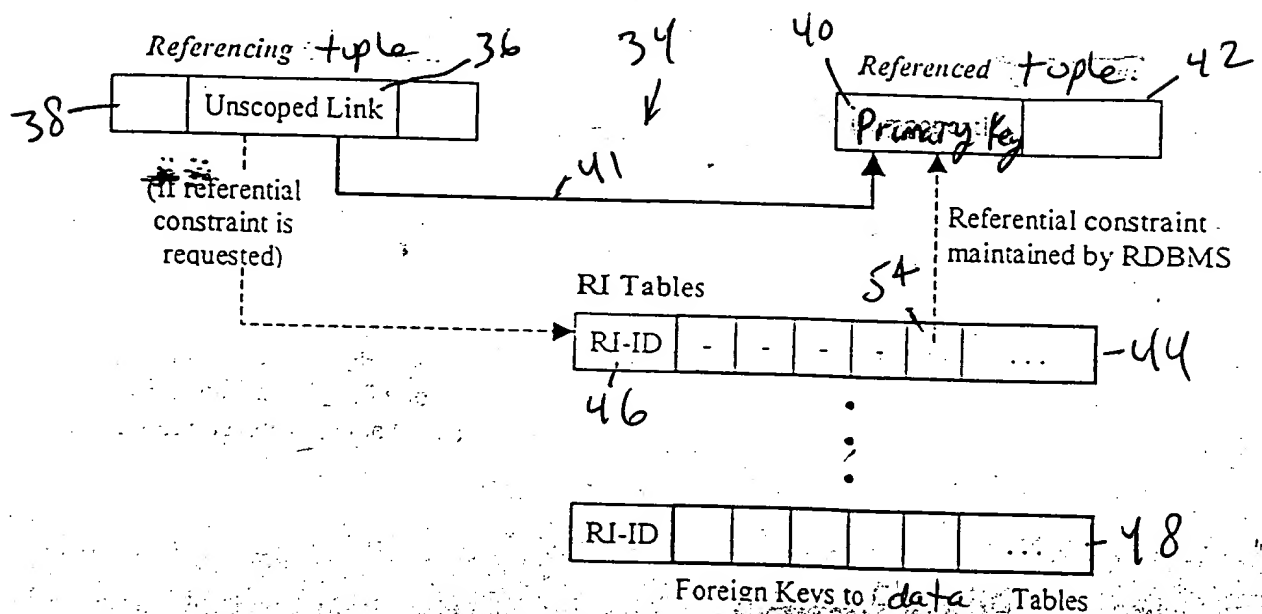 Referencing tuple 36
34
40
Referenced tuple 42
38
Unscoped Link
Primary Key
(If referential
constraint is
requested)
41
Referential constraint
maintained by RDBMS
54
RI Tables
RI-ID - - - - ... 44
46
RI-ID ... 48
Foreign Keys to data Tables